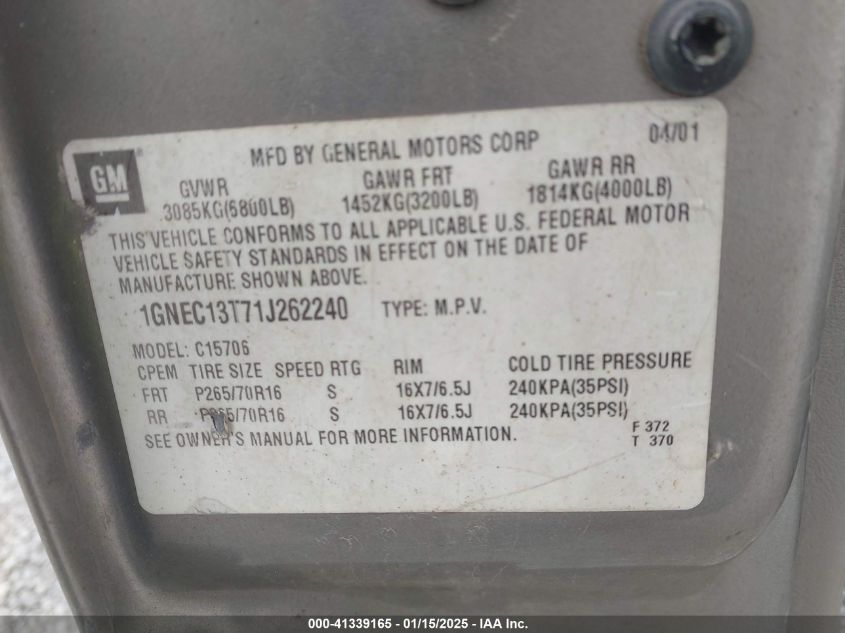 MFD BY GENERAL MOTORS CORP 04/01
GM
GVWR GAWR FRT GAWR RR
3085KG(6800LB) 1452KG(3200LB) 1814KG(4000LB)
THIS VEHICLE CONFORMS TO ALL APPLICABLE U.S. FEDERAL MOTOR
VEHICLE SAFETY STANDARDS IN EFFECT ON THE DATE OF
MANUFACTURE SHOWN ABOVE.
1GNEC13T71J262240 TYPE: M.P.V.
MODEL: C15706
CPEM TIRE SIZE SPEED RTG RIM COLD TIRE PRESSURE
FRT P265/70R16 S 16X7/6.5J 240KPA(35PSI)
RR P265/70R16 S 16X7/6.5J 240KPA(35PSI)
SEE OWNER'S MANUAL FOR MORE INFORMATION.
F 372
T 370
000-41339165 - 01/15/2025 - IAA Inc.